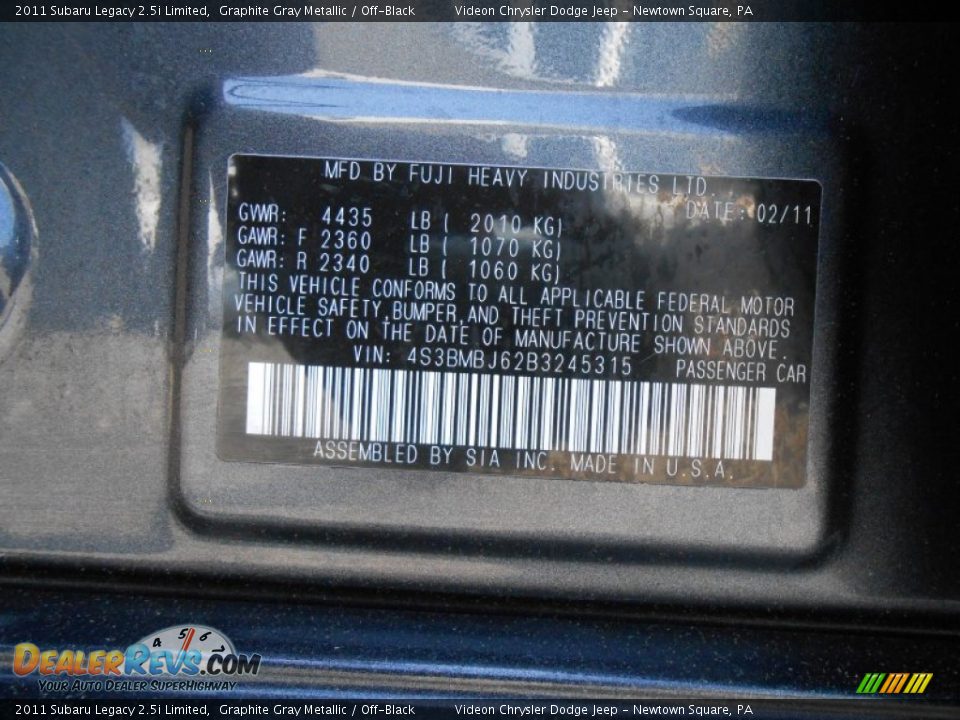 2011 Subaru Legacy 2.5i Limited, Graphite Gray Metallic / Off-Black Videon Chrysler Dodge Jeep - Newtown Square, PA
MFD BY FUJI HEAVY INDUSTRIES LTD.
DATE: 02/11
GVWR: 4435 LB ( 2010 KG)
GAWR: F 2360 LB ( 1070 KG)
GAWR: R 2340 LB ( 1060 KG)
THIS VEHICLE CONFORMS TO ALL APPLICABLE FEDERAL MOTOR
VEHICLE SAFETY, BUMPER, AND THEFT PREVENTION STANDARDS
IN EFFECT ON THE DATE OF MANUFACTURE SHOWN ABOVE.
VIN: 4S3BMBJ62B3245315 PASSENGER CAR
ASSEMBLED BY SIA INC. MADE IN U.S.A.
4 5 6
DEALERREVS.COM
YOUR AUTO DEALER SUPERHIGHWAY
2011 Subaru Legacy 2.5i Limited, Graphite Gray Metallic / Off-Black Videon Chrysler Dodge Jeep - Newtown Square, PA